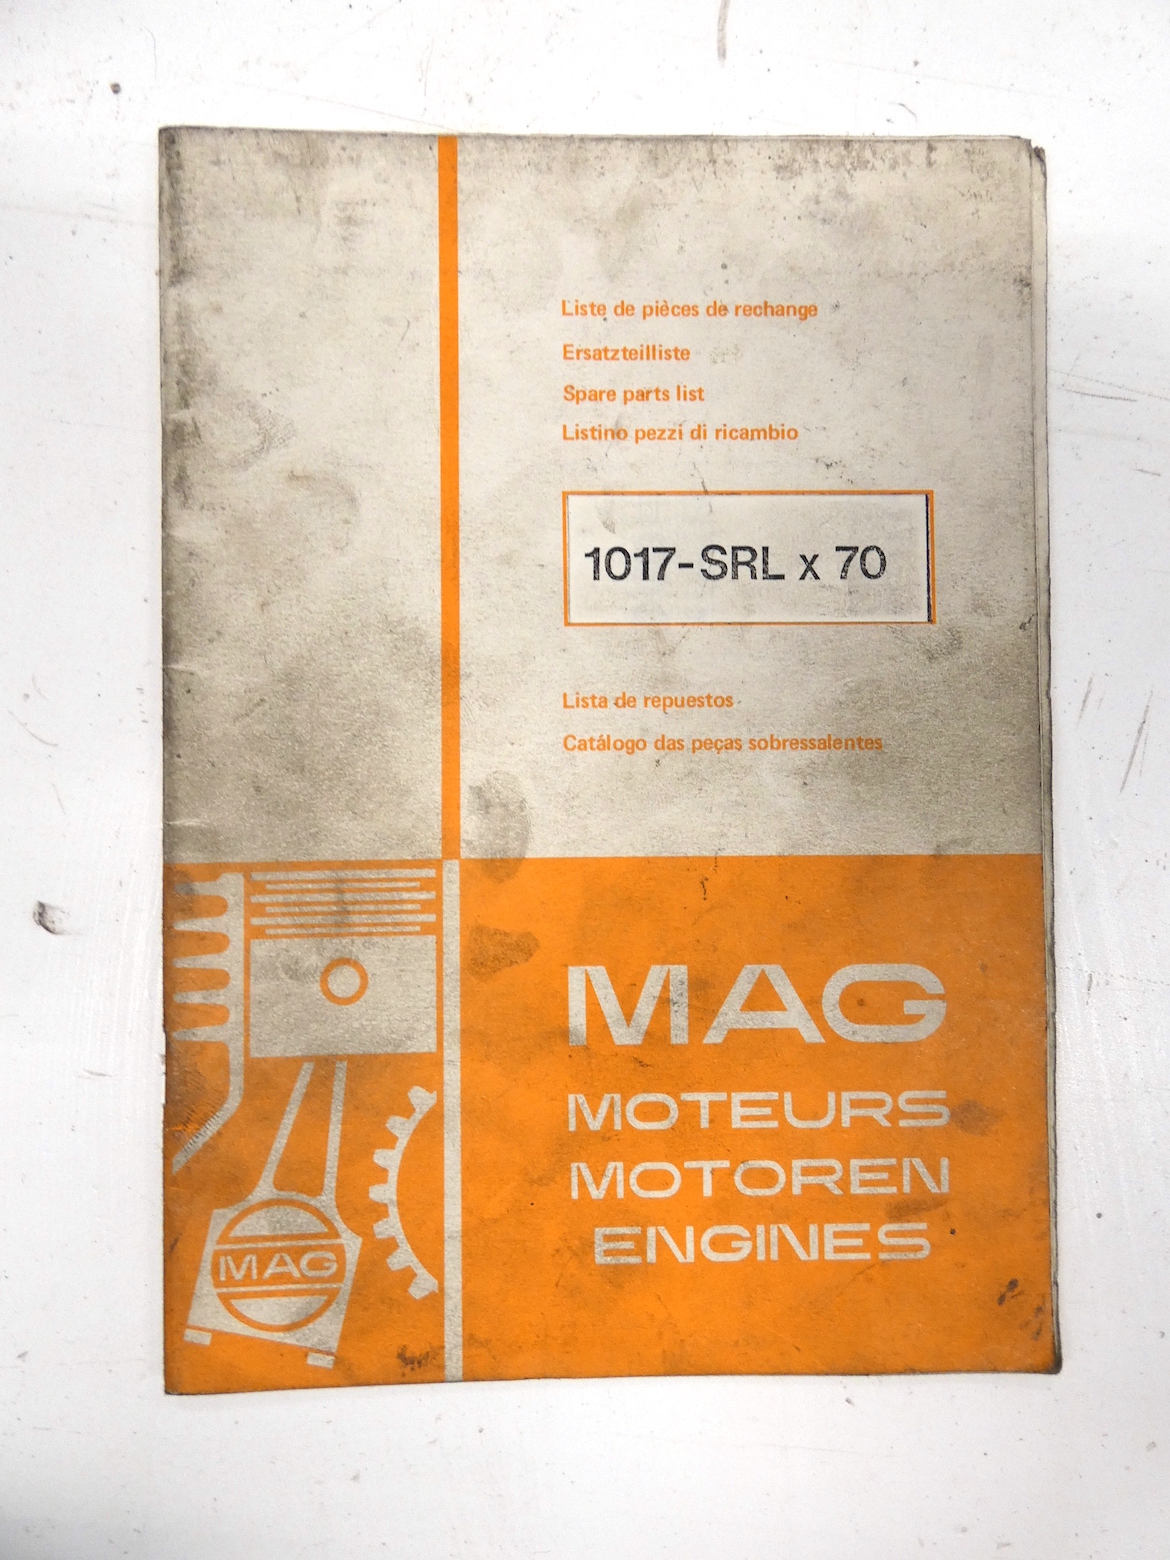 Liste de pièces de rechange
Ersatzteilliste
Spare parts list
Listino pezzi di ricambio
1017-SRL x 70
Lista de repuestos
Catálogo das peças sobressalentes
MAG
MOTEURS
MOTOREN
ENGINES
MAG